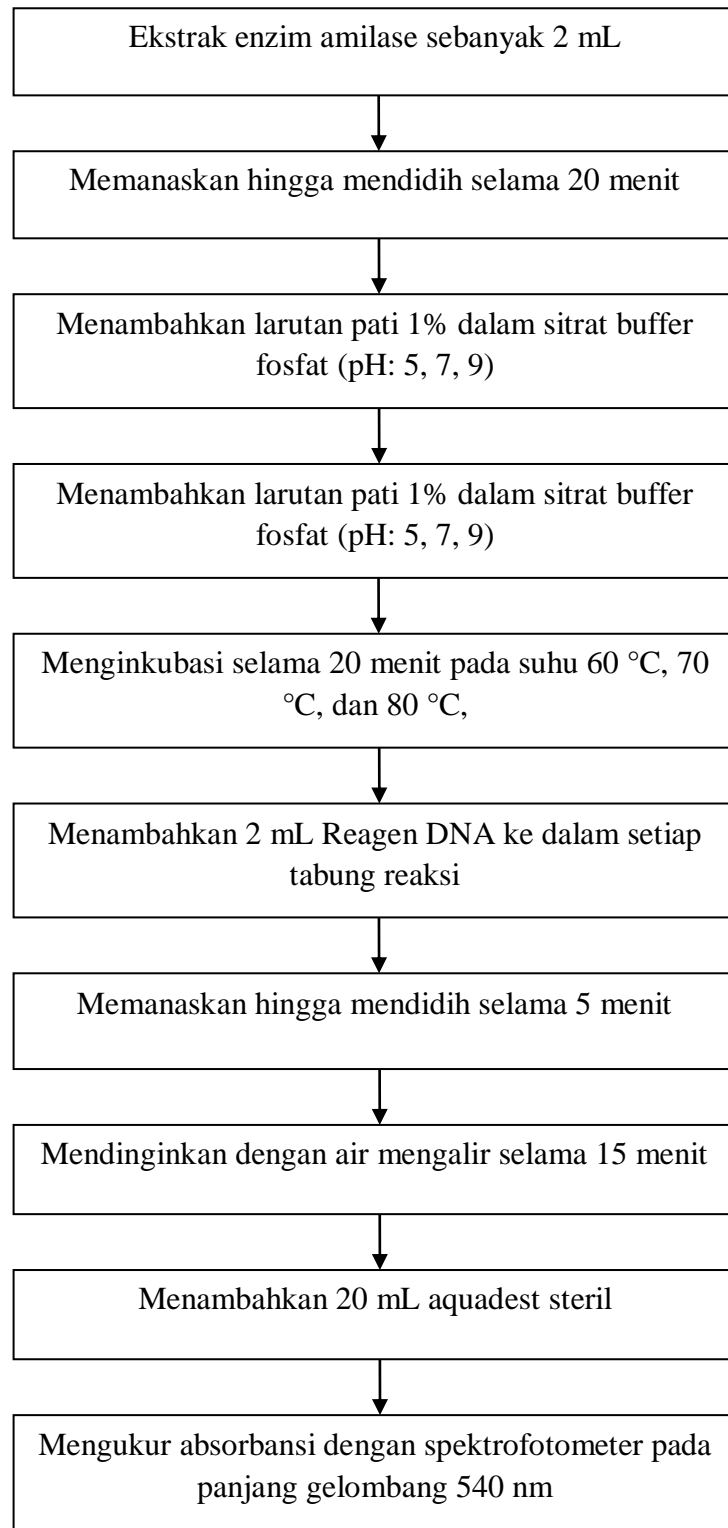 Ekstrak enzim amilase sebanyak 2 mL
Memanaskan hingga mendidih selama 20 menit
Menambahkan larutan pati 1% dalam sitrat buffer
fosfat (pH: 5, 7, 9)
Menambahkan larutan pati 1% dalam sitrat buffer
fosfat (pH: 5, 7, 9)
Menginkubasi selama 20 menit pada suhu 60 °C, 70
°C, dan 80 °C,
Menambahkan 2 mL Reagen DNA ke dalam setiap
tabung reaksi
Memanaskan hingga mendidih selama 5 menit
Mendinginkan dengan air mengalir selama 15 menit
Menambahkan 20 mL aquadest steril
Mengukur absorbansi dengan spektrofotometer pada
panjang gelombang 540 nm